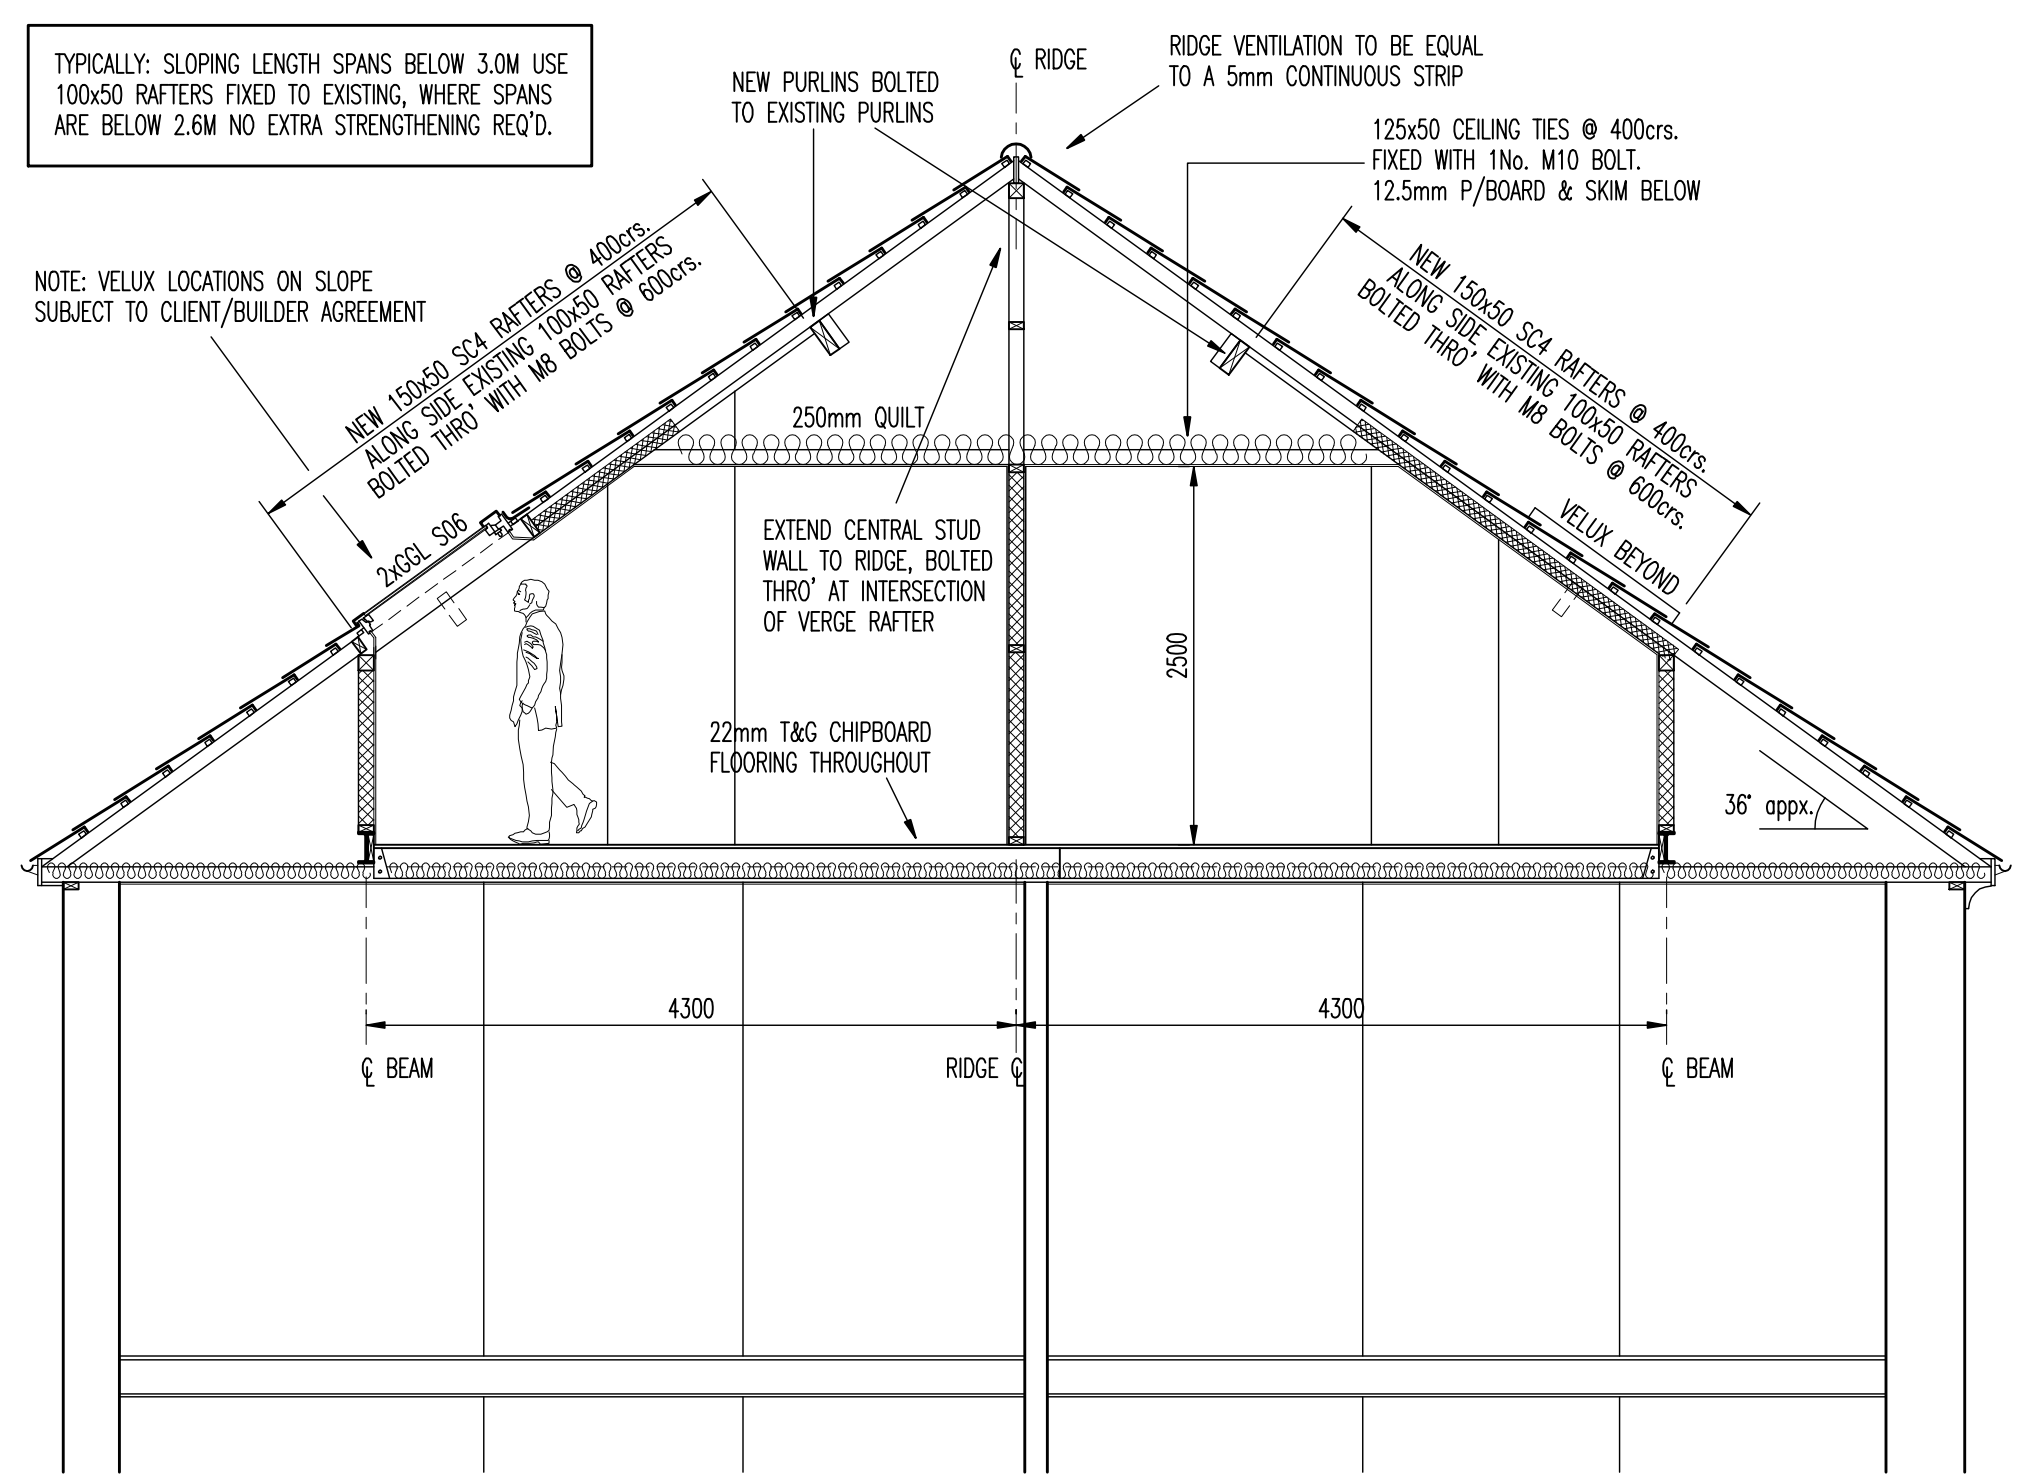 TYPICALLY: SLOPING LENGTH SPANS BELOW 3.0M USE
100x50 RAFTERS FIXED TO EXISTING, WHERE SPANS
ARE BELOW 2.6M NO EXTRA STRENGTHENING REQ'D.
NEW PURLINS BOLTED
TO EXISTING PURLINS
℄ RIDGE
RIDGE VENTILATION TO BE EQUAL
TO A 5mm CONTINUOUS STRIP
125x50 CEILING TIES @ 400crs.
FIXED WITH 1No. M10 BOLT.
12.5mm P/BOARD & SKIM BELOW
NOTE: VELUX LOCATIONS ON SLOPE
SUBJECT TO CLIENT/BUILDER AGREEMENT
NEW 150x50 SC4 RAFTERS @ 400crs.
ALONG SIDE EXISTING 100x50 RAFTERS
BOLTED THRO' WITH M8 BOLTS @ 600crs.
NEW 150x50 SC4 RAFTERS @ 400crs.
ALONG SIDE EXISTING 100x50 RAFTERS
BOLTED THRO' WITH M8 BOLTS @ 600crs.
250mm QUILT
2xGGL S06
VELUX BEYOND
EXTEND CENTRAL STUD
WALL TO RIDGE, BOLTED
THRO' AT INTERSECTION
OF VERGE RAFTER
2500
22mm T&G CHIPBOARD
FLOORING THROUGHOUT
36° appx.
4300
4300
℄ BEAM
RIDGE ℄
℄ BEAM